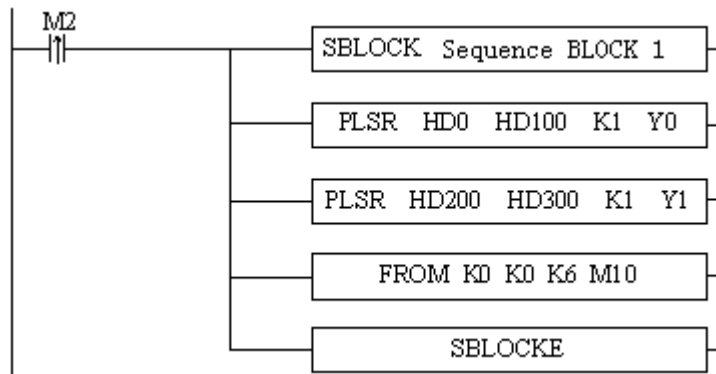 M2
SBLOCK Sequence BLOCK 1
PLSR HD0 HD100 K1 Y0
PLSR HD200 HD300 K1 Y1
FROM K0 K0 K6 M10
SBLOCKE